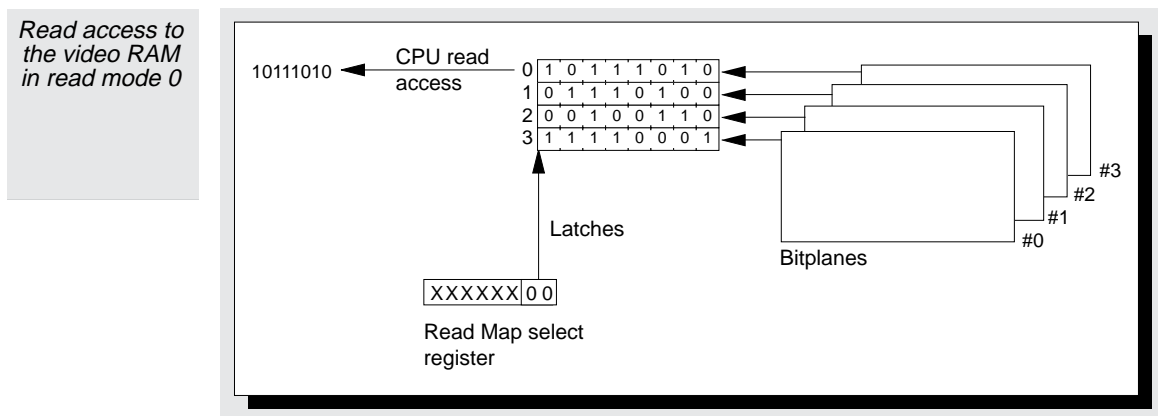 Read access to
the video RAM
in read mode 0
10111010
CPU read
access
0 1 0 1 1 1 0 1 0
1 0 1 1 1 0 1 0 0
2 0 0 1 0 0 1 1 0
3 1 1 1 1 0 0 0 1
#3
#2
#1
#0
Latches
Bitplanes
XXXXXX 0 0
Read Map select
register